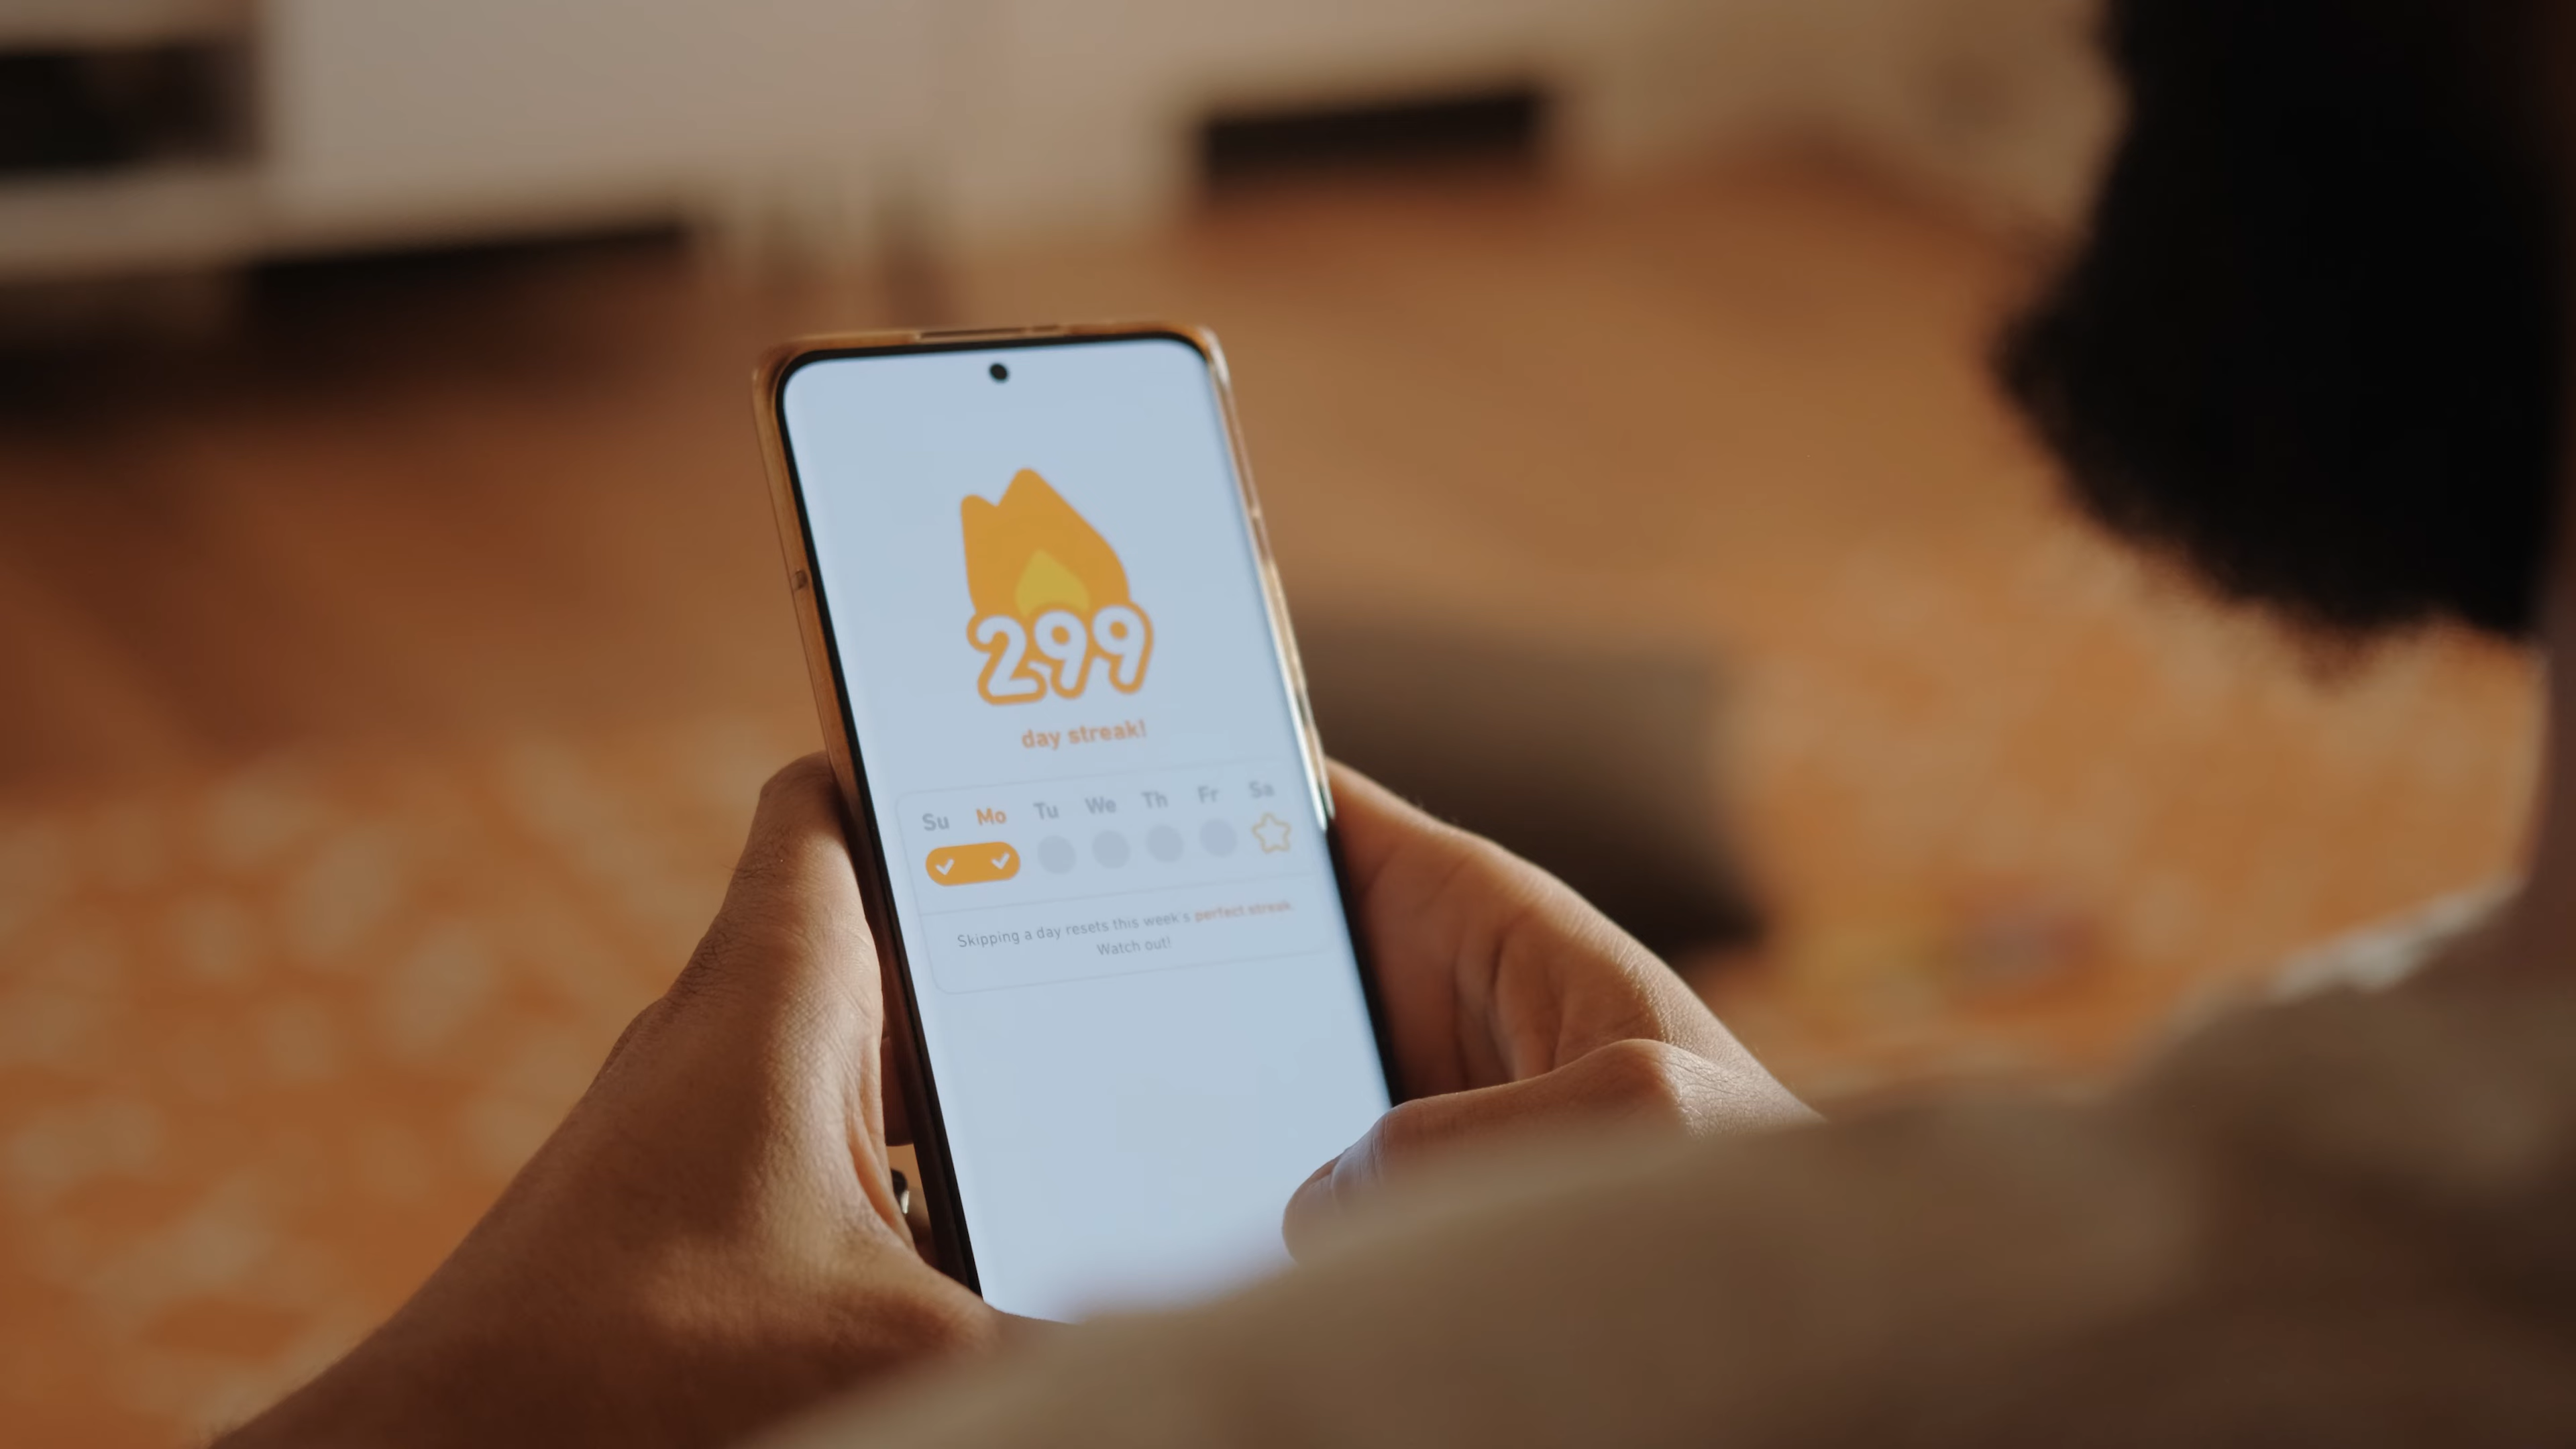 299
day streak!
Su Mo Tu We Th Fr Sa
Skipping a day resets this week's perfect streak.
Watch out!